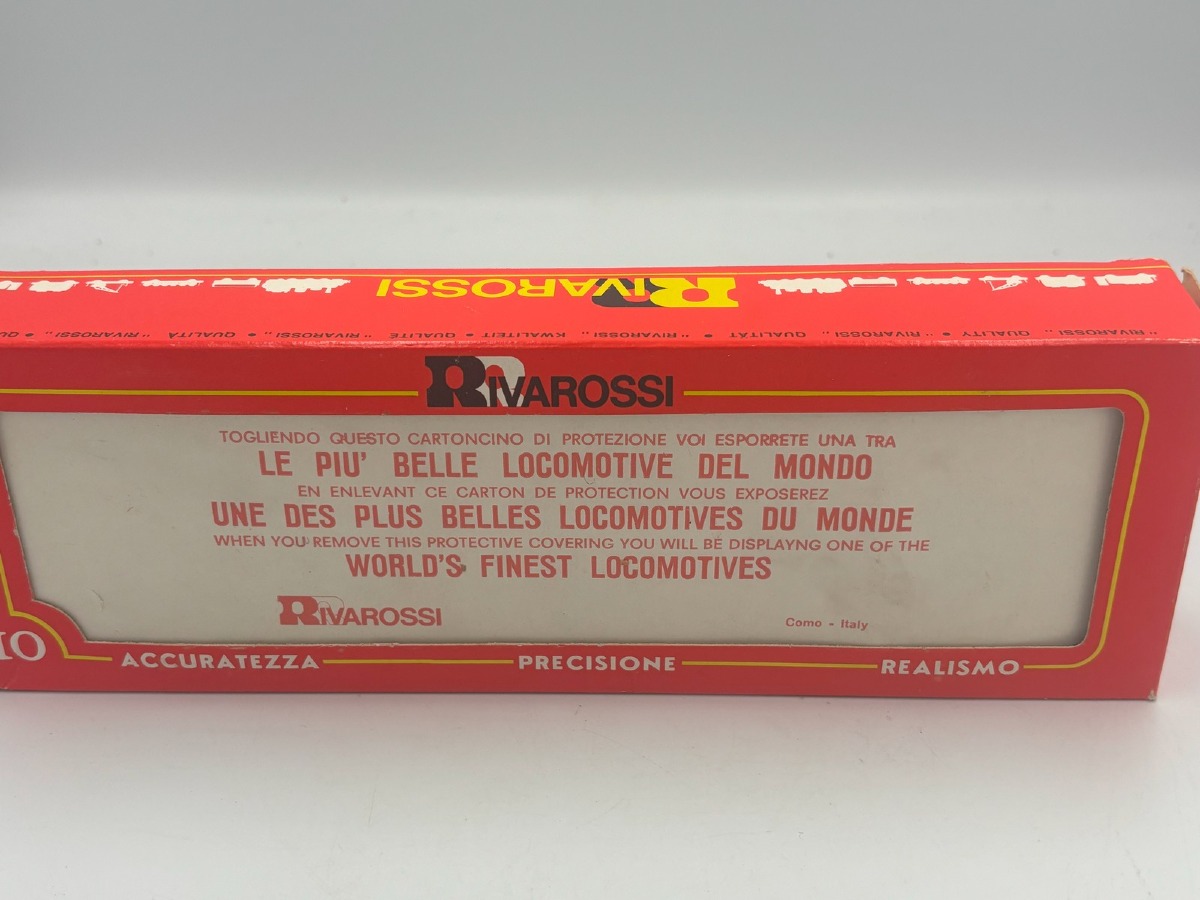 RIVAROSSI
"RIVAROSSI„ QUALITY • "RIVAROSSI„ QUALITÄT • "RIVAROSSI„ KWALITEIT • QUALITÉ "RIVAROSSI„ • QUALITÀ "RIVAROSSI„ •
RIVAROSSI
TOGLIENDO QUESTO CARTONCINO DI PROTEZIONE VOI ESPORRETE UNA TRA
LE PIU' BELLE LOCOMOTIVE DEL MONDO
EN ENLEVANT CE CARTON DE PROTECTION VOUS EXPOSEREZ
UNE DES PLUS BELLES LOCOMOTIVES DU MONDE
WHEN YOU REMOVE THIS PROTECTIVE COVERING YOU WILL BE DISPLAYNG ONE OF THE
WORLD'S FINEST LOCOMOTIVES
RIVAROSSI
Como - Italy
ACCURATEZZA PRECISIONE REALISMO